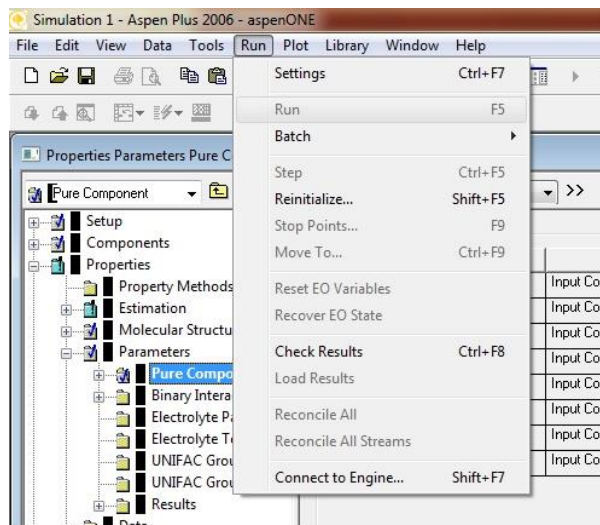 Simulation 1 - Aspen Plus 2006 - aspenONE
File Edit View Data Tools Run Plot Library Window Help
Settings Ctrl+F7
Run F5
Batch
Step Ctrl+F5
Reinitialize... Shift+F5
Stop Points... F9
Move To... Ctrl+F9
Reset EO Variables
Recover EO State
Check Results Ctrl+F8
Load Results
Reconcile All
Reconcile All Streams
Connect to Engine... Shift+F7
Properties Parameters Pure C
Pure Component
>>
Setup
Components
Properties
Property Methods
Estimation
Molecular Structu
Parameters
Pure Compo
Binary Intera
Electrolyte Pa
Electrolyte T
UNIFAC Grou
UNIFAC Grou
Results
Data
Input Co
Input Co
Input Co
Input Co
Input Co
Input Co
Input Co
Input Co